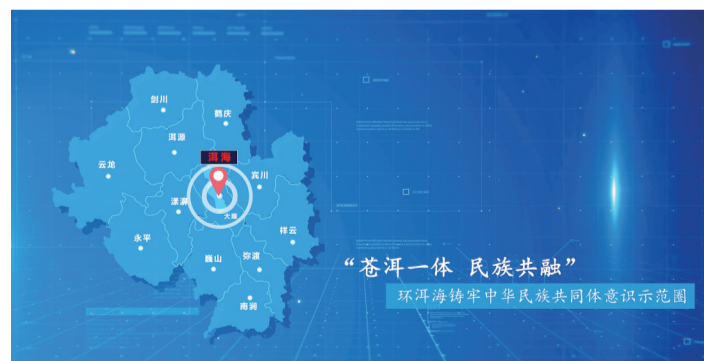 剑川
鹤庆
洱源
洱海
云龙
宾川
漾濞
大理
祥云
永平
巍山
弥渡
南涧
“苍洱一体 民族共融”
环洱海铸牢中华民族共同体意识示范圈